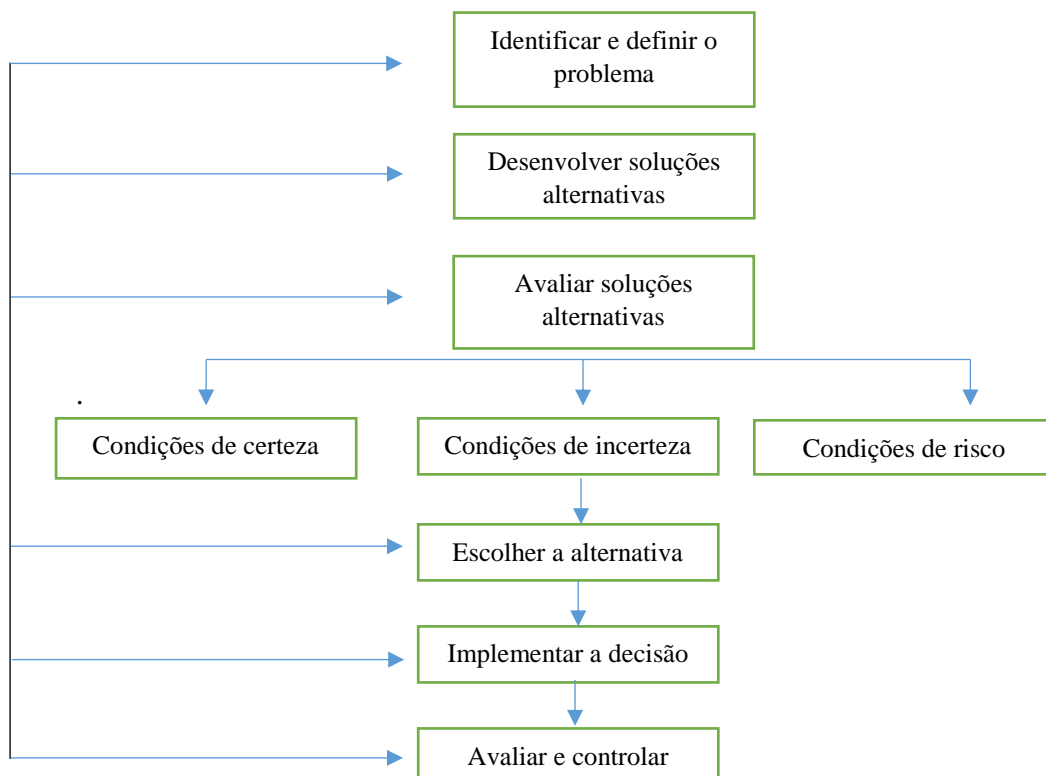 Identificar e definir o
problema
Desenvolver soluções
alternativas
Avaliar soluções
alternativas
.
Condições de certeza
Condições de incerteza
Condições de risco
Escolher a alternativa
Implementar a decisão
Avaliar e controlar